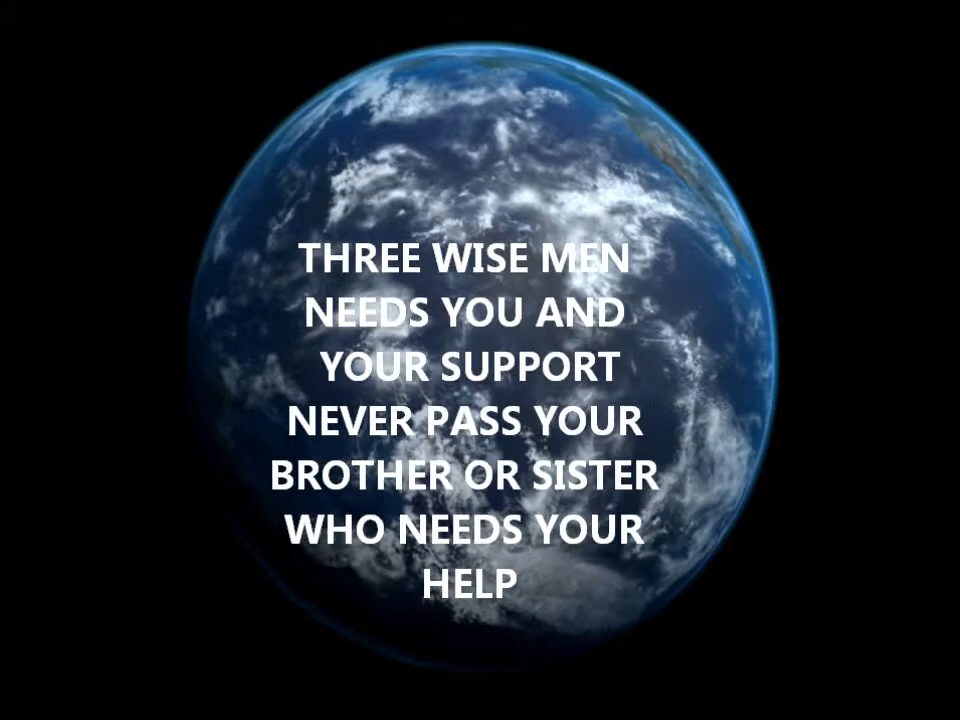 THREE WISE MEN
NEEDS YOU AND
YOUR SUPPORT
NEVER PASS YOUR
BROTHER OR SISTER
WHO NEEDS YOUR
HELP